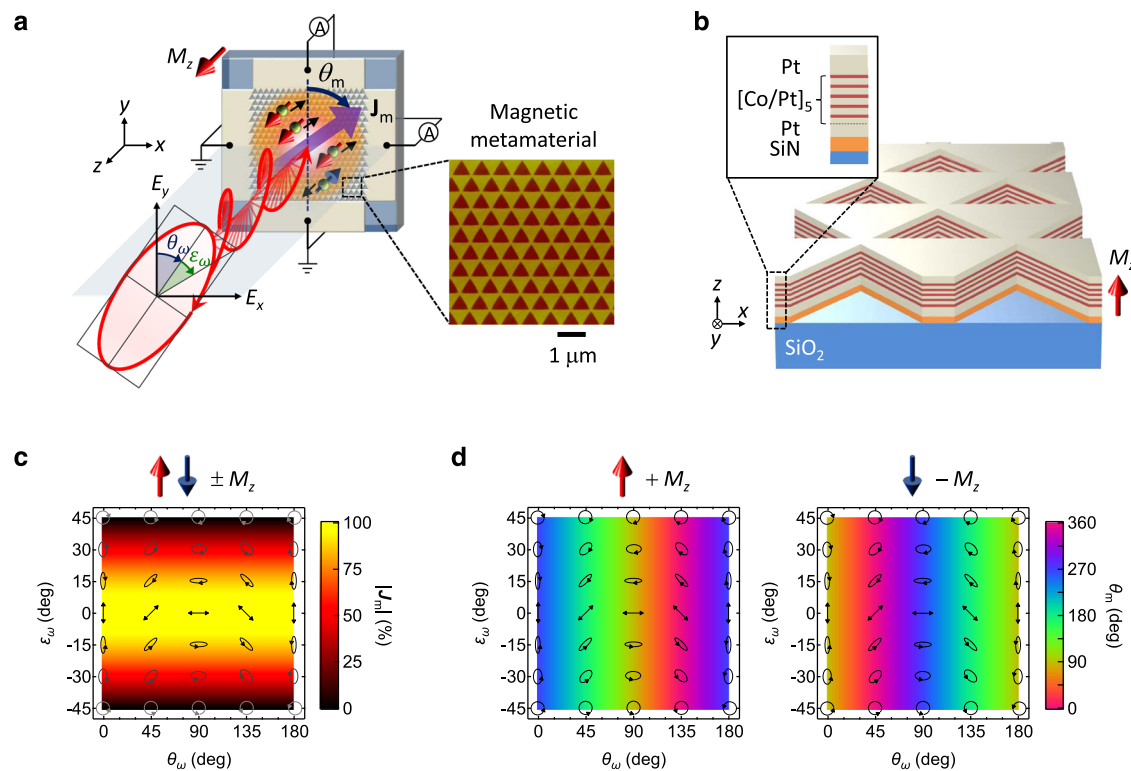 a
M_z
A
θ_m
J_m
A
y
x
z
E_y
θ_ω
ε_ω
E_x
Magnetic
metamaterial
1 μm
b
Pt
[Co/Pt]_5
Pt
SiN
M_z
z
x
y
SiO_2
c
± M_z
45
30
15
0
-15
-30
-45
ε_ω (deg)
0 45 90 135 180
θ_ω (deg)
100
75
50
25
0
|J_m| (%)
d
+ M_z
45
30
15
0
-15
-30
-45
ε_ω (deg)
0 45 90 135 180
θ_ω (deg)
− M_z
45
30
15
0
-15
-30
-45
ε_ω (deg)
0 45 90 135 180
θ_ω (deg)
360
270
180
90
0
θ_m (deg)